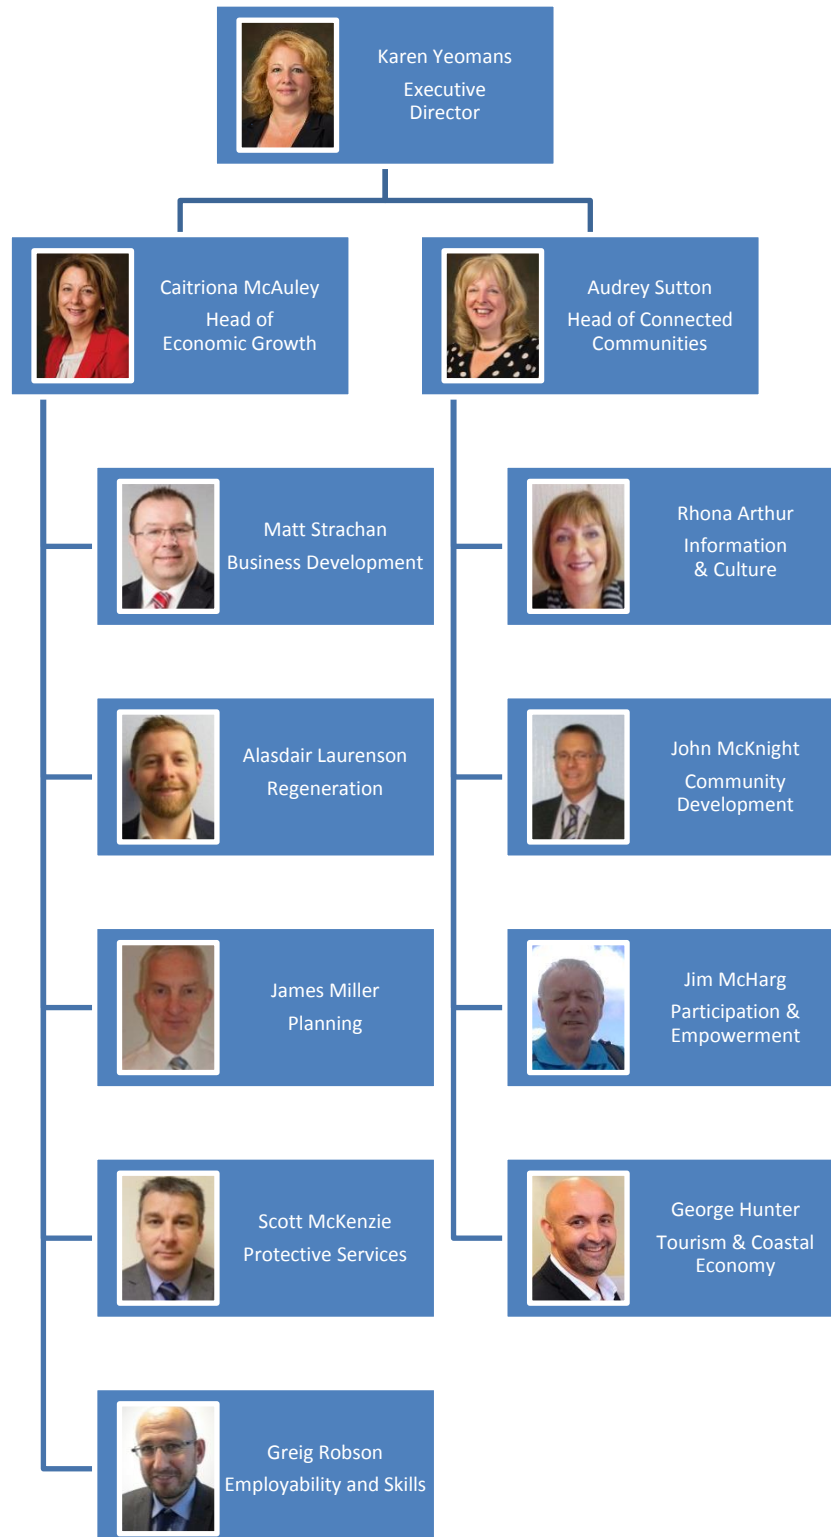 Karen Yeomans
Executive
Director
Caitriona McAuley
Head of
Economic Growth
Audrey Sutton
Head of Connected
Communities
Matt Strachan
Business Development
Alasdair Laurenson
Regeneration
James Miller
Planning
Scott McKenzie
Protective Services
Greig Robson
Employability and Skills
Rhona Arthur
Information
& Culture
John McKnight
Community
Development
Jim McHarg
Participation &
Empowerment
George Hunter
Tourism & Coastal
Economy